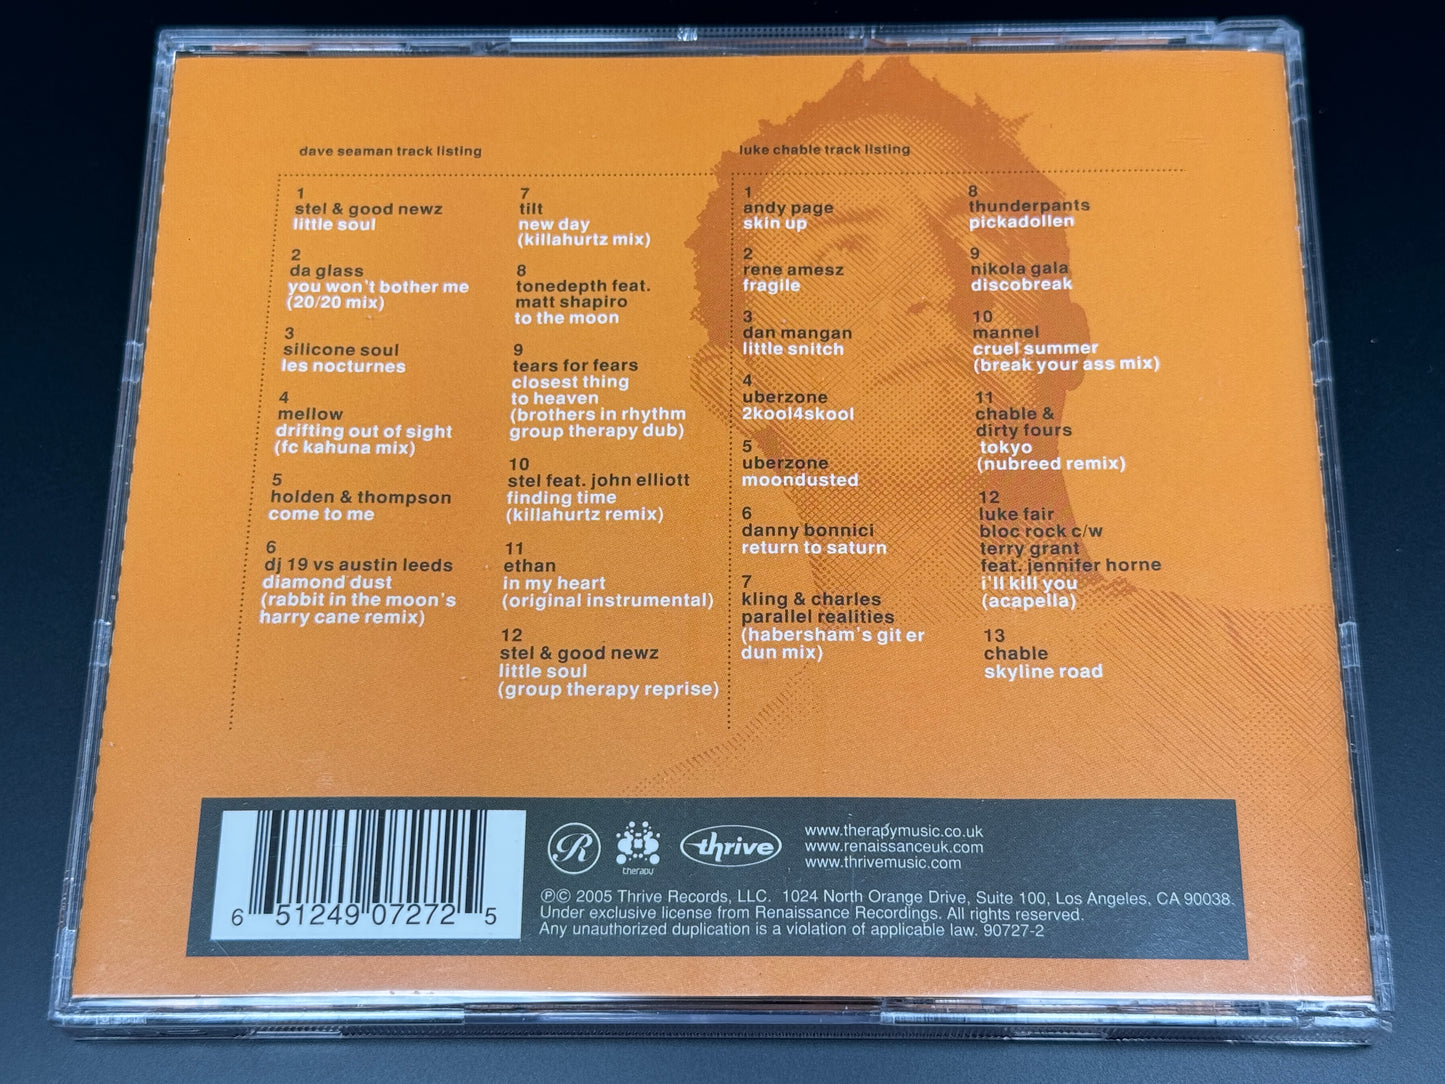 dave seaman track listing
1
stel & good newz
little soul
2
da glass
you won't bother me
(20/20 mix)
3
silicone soul
les nocturnes
4
mellow
drifting out of sight
(fc kahuna mix)
5
holden & thompson
come to me
6
dj 19 vs austin leeds
diamond dust
(rabbit in the moon's
harry cane remix)
7
tilt
new day
(killahurtz mix)
8
tonedepth feat.
matt shapiro
to the moon
9
tears for fears
closest thing
to heaven
(brothers in rhythm
group therapy dub)
10
stel feat. john elliott
finding time
(killahurtz remix)
11
ethan
in my heart
(original instrumental)
12
stel & good newz
little soul
(group therapy reprise)
luke chable track listing
1
andy page
skin up
2
rene amesz
fragile
3
dan mangan
little snitch
4
uberzone
2kool4skool
5
uberzone
moondusted
6
danny bonnici
return to saturn
7
kling & charles
parallel realities
(habersham's git er
dun mix)
8
thunderpants
pickadollen
9
nikola gala
discobreak
10
mannel
cruel summer
(break your ass mix)
11
chable &
dirty fours
tokyo
(nubreed remix)
12
luke fair
bloc rock c/w
terry grant
feat. jennifer horne
i'll kill you
(acapella)
13
chable
skyline road
6 51249 07272 5
R
therapy
thrive
www.therapymusic.co.uk
www.renaissanceuk.com
www.thrivemusic.com
℗© 2005 Thrive Records, LLC. 1024 North Orange Drive, Suite 100, Los Angeles, CA 90038.
Under exclusive license from Renaissance Recordings. All rights reserved.
Any unauthorized duplication is a violation of applicable law. 90727-2